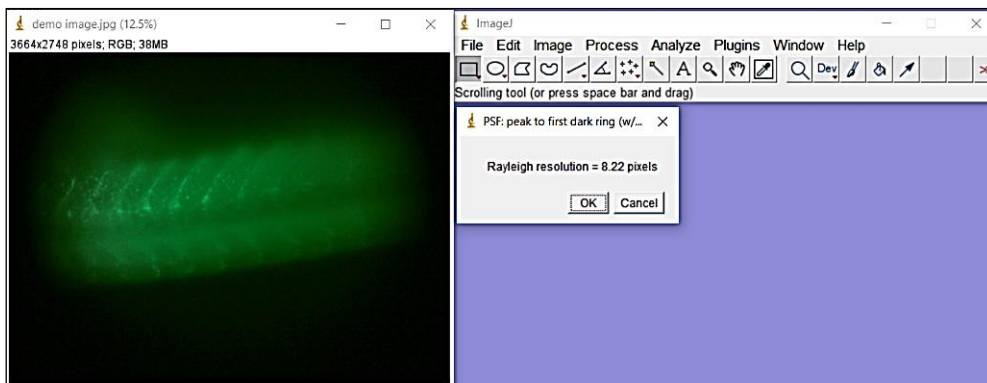 demo image.jpg (12.5%)
3664x2748 pixels; RGB; 38MB
ImageJ
File Edit Image Process Analyze Plugins Window Help
A Dev
Scrolling tool (or press space bar and drag)
PSF: peak to first dark ring (w/...
Rayleigh resolution = 8.22 pixels
OK Cancel